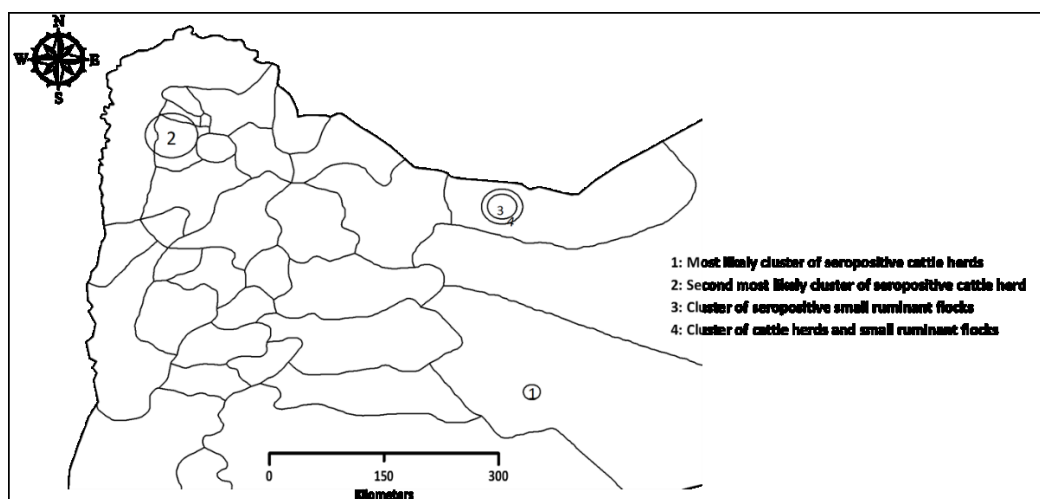 N
W E
S
2
3
4
1: Most likely cluster of seropositive cattle herds
2: Second most likely cluster of seropositive cattle herd
3: Cluster of seropositive small ruminant flocks
4: Cluster of cattle herds and small ruminant flocks
1
0 150 300
Kilometers